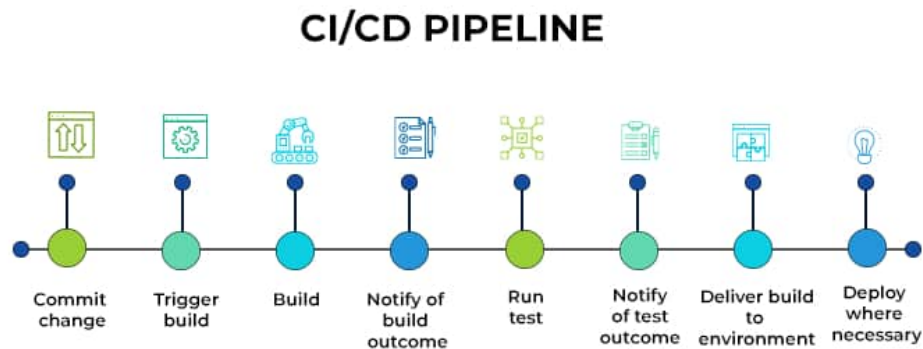 CI/CD PIPELINE
Commit
change
Trigger
build
Build
Notify of
build
outcome
Run
test
Notify
of test
outcome
Deliver build
to
environment
Deploy
where
necessary